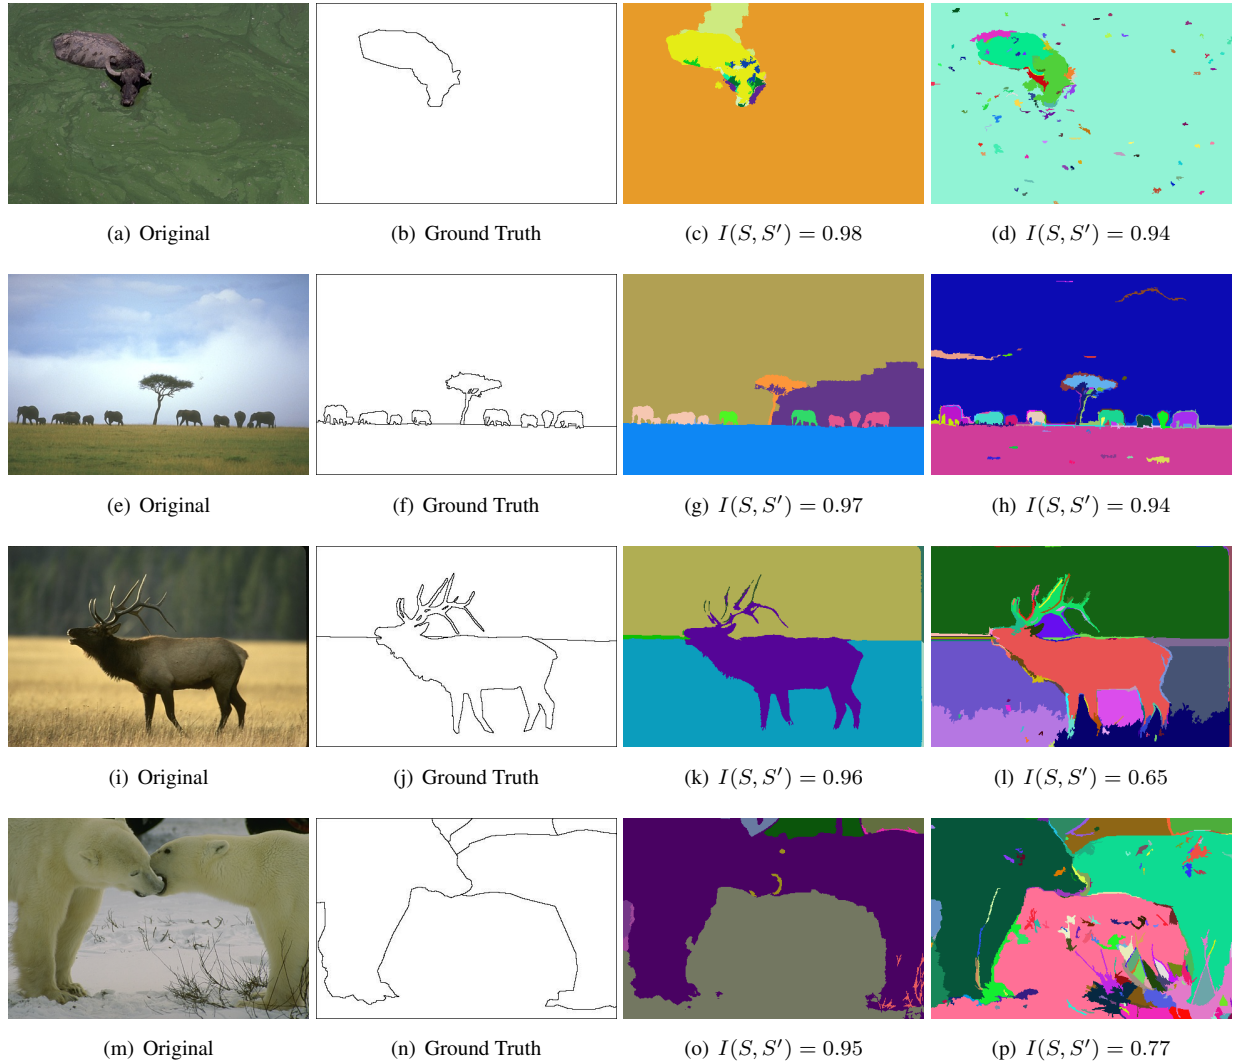 (a) Original (b) Ground Truth (c) I(S, S′) = 0.98 (d) I(S, S′) = 0.94
(e) Original (f) Ground Truth (g) I(S, S′) = 0.97 (h) I(S, S′) = 0.94
(i) Original (j) Ground Truth (k) I(S, S′) = 0.96 (l) I(S, S′) = 0.65
(m) Original (n) Ground Truth (o) I(S, S′) = 0.95 (p) I(S, S′) = 0.77